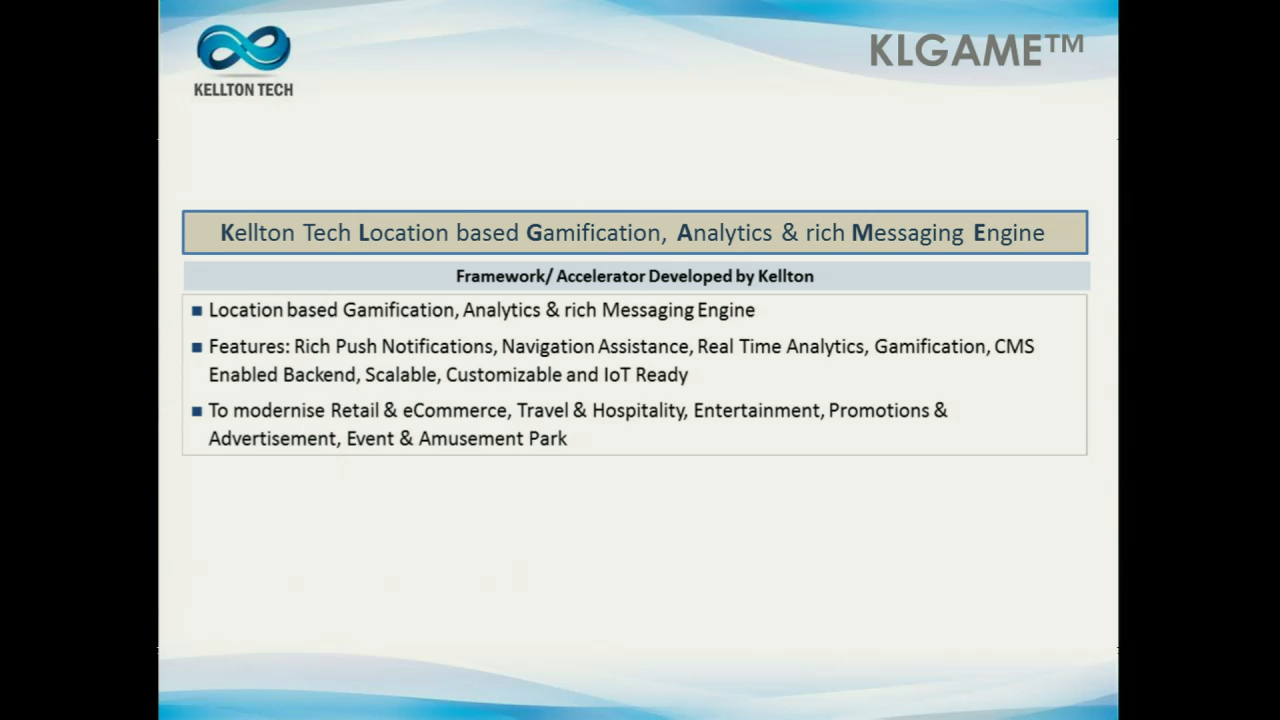 KELLTON TECH
KLGAME™
Kellton Tech Location based Gamification, Analytics & rich Messaging Engine
Framework/ Accelerator Developed by Kellton
■ Location based Gamification, Analytics & rich Messaging Engine
■ Features: Rich Push Notifications, Navigation Assistance, Real Time Analytics, Gamification, CMS
Enabled Backend, Scalable, Customizable and IoT Ready
■ To modernise Retail & eCommerce, Travel & Hospitality, Entertainment, Promotions &
Advertisement, Event & Amusement Park